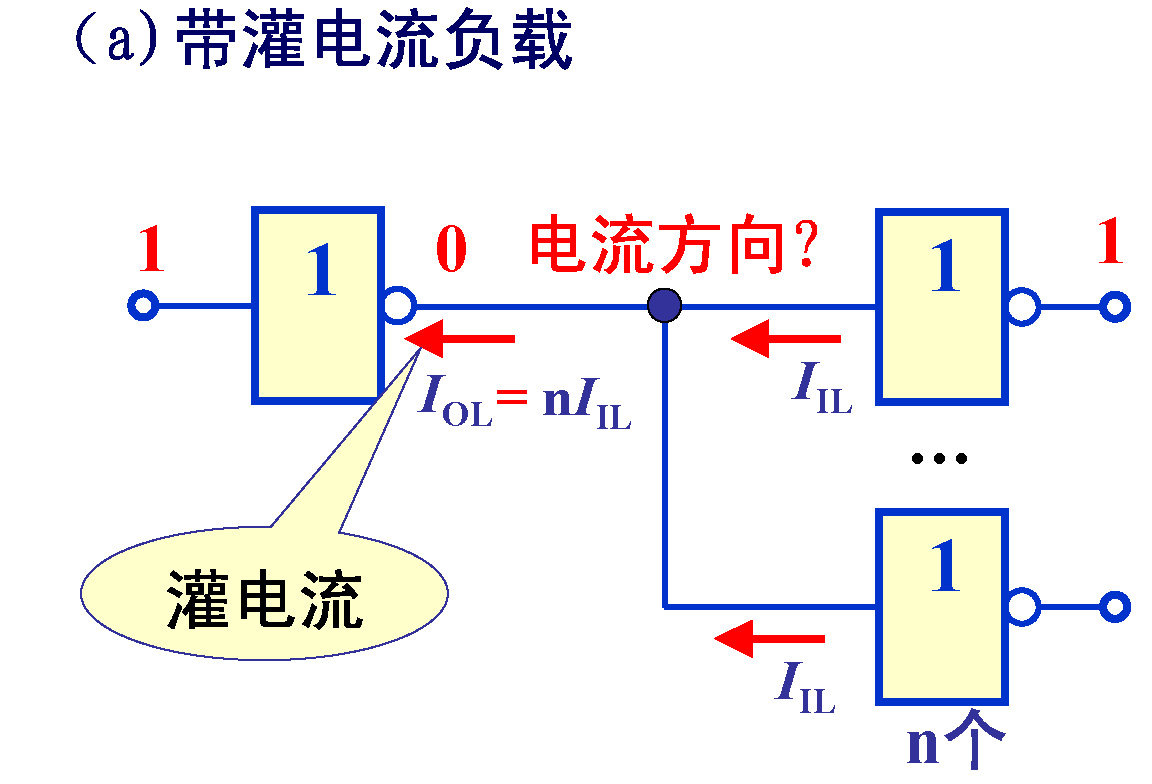 （a)带灌电流负载
1 1 0 电流方向? 1 1
I_OL= nI_IL I_IL
…
灌电流
1
I_IL
n个